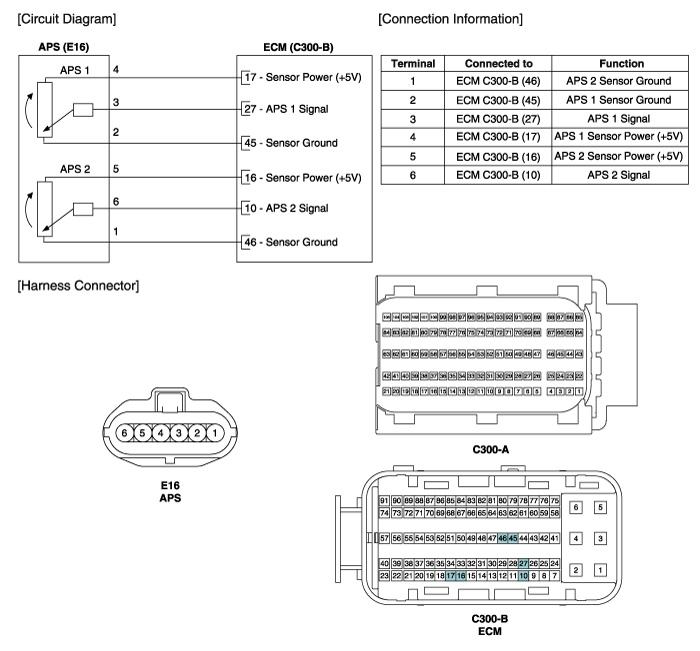 [Circuit Diagram]
[Connection Information]
APS (E16)
ECM (C300-B)
APS 1
4
17 - Sensor Power (+5V)
3
27 - APS 1 Signal
2
45 - Sensor Ground
APS 2
5
16 - Sensor Power (+5V)
6
10 - APS 2 Signal
1
46 - Sensor Ground
Terminal Connected to Function
1 ECM C300-B (46) APS 2 Sensor Ground
2 ECM C300-B (45) APS 1 Sensor Ground
3 ECM C300-B (27) APS 1 Signal
4 ECM C300-B (17) APS 1 Sensor Power (+5V)
5 ECM C300-B (16) APS 2 Sensor Power (+5V)
6 ECM C300-B (10) APS 2 Signal
[Harness Connector]
6 5 4 3 2 1
E16
APS
C300-A
91 90 89 88 87 86 85 84 83 82 81 80 79 78 77 76 75
74 73 72 71 70 69 68 67 66 65 64 63 62 61 60 59 58
57 56 55 54 53 52 51 50 49 48 47 46 45 44 43 42 41
40 39 38 37 36 35 34 33 32 31 30 29 28 27 26 25 24
23 22 21 20 19 18 17 16 15 14 13 12 11 10 9 8 7
6 5
4 3
2 1
C300-B
ECM